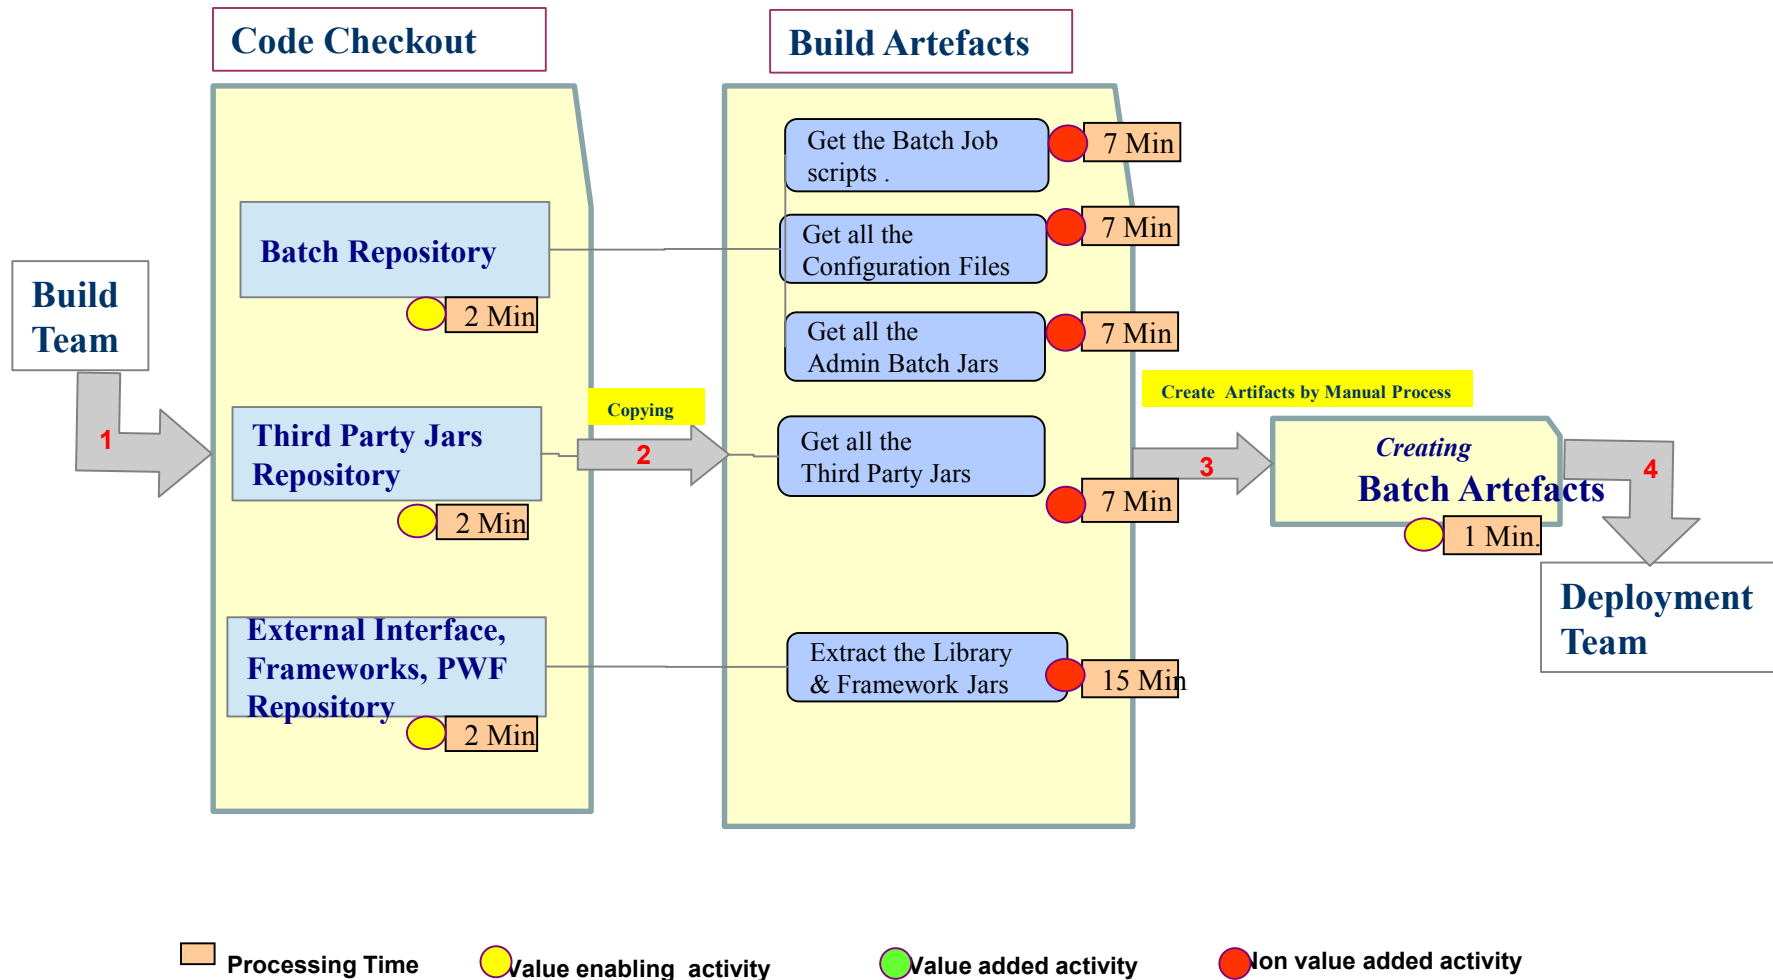 Code Checkout
Build Artefacts
Build
Team
1
Batch Repository
2 Min
Third Party Jars
Repository
2 Min
External Interface,
Frameworks, PWF
Repository
2 Min
Copying
2
Get the Batch Job
scripts .
7 Min
Get all the
Configuration Files
7 Min
Get all the
Admin Batch Jars
7 Min
Get all the
Third Party Jars
7 Min
Extract the Library
& Framework Jars
15 Min
Create Artifacts by Manual Process
3
Creating
Batch Artefacts
1 Min.
4
Deployment
Team
Processing Time
Value enabling activity
Value added activity
Non value added activity